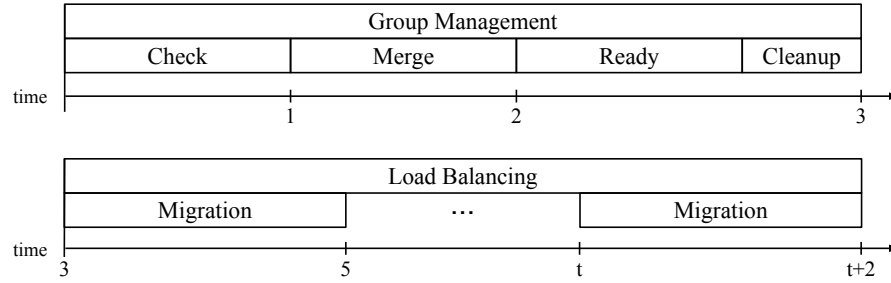 Group Management
Check Merge Ready Cleanup
time
1 2 3
Load Balancing
Migration ... Migration
time
3 5 t t+2